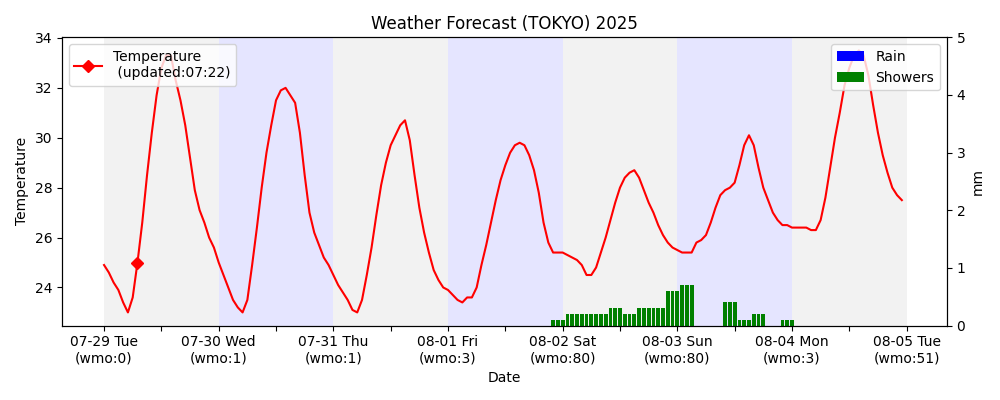 Weather Forecast (TOKYO) 2025
Temperature
(updated:07:22)
Rain
Showers
34
32
30
28
26
24
Temperature
5
4
3
2
1
0
mm
07-29 Tue
(wmo:0)
07-30 Wed
(wmo:1)
07-31 Thu
(wmo:1)
08-01 Fri
(wmo:3)
08-02 Sat
(wmo:80)
08-03 Sun
(wmo:80)
08-04 Mon
(wmo:3)
08-05 Tue
(wmo:51)
Date